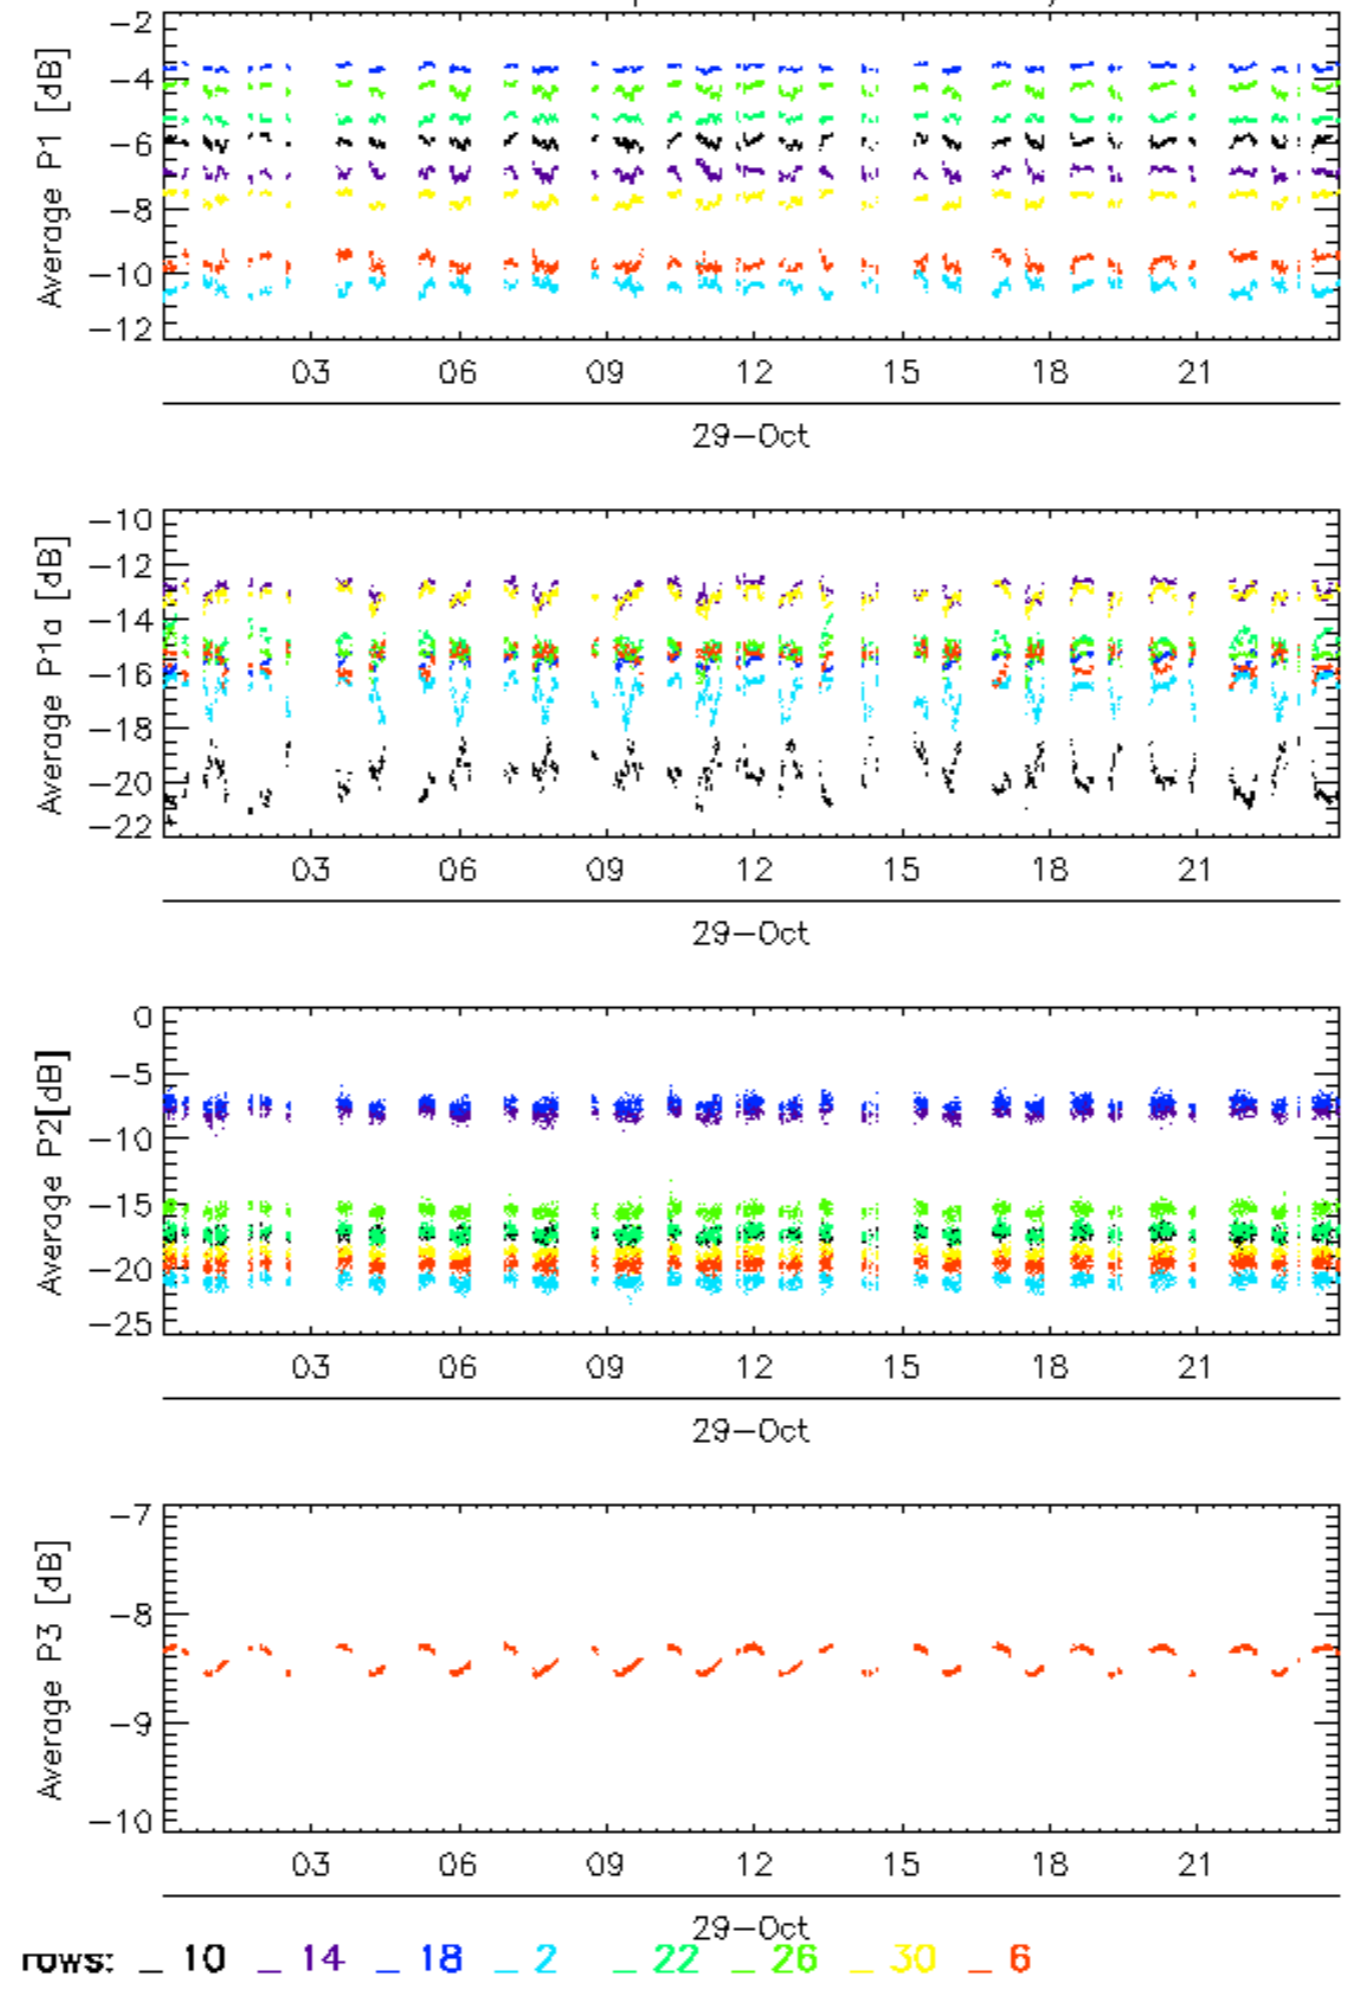 Average P1 [dB]
−2
−4
−6
−8
−10
−12
03 06 09 12 15 18 21
29−Oct
Average P1a [dB]
−10
−12
−14
−16
−18
−20
−22
03 06 09 12 15 18 21
29−Oct
Average P2[dB]
0
−5
−10
−15
−20
−25
03 06 09 12 15 18 21
29−Oct
Average P3 [dB]
−7
−8
−9
−10
03 06 09 12 15 18 21
29−Oct
rows: _ 10 _ 14 _ 18 _ 2 _ 22 _ 26 _ 30 _ 6